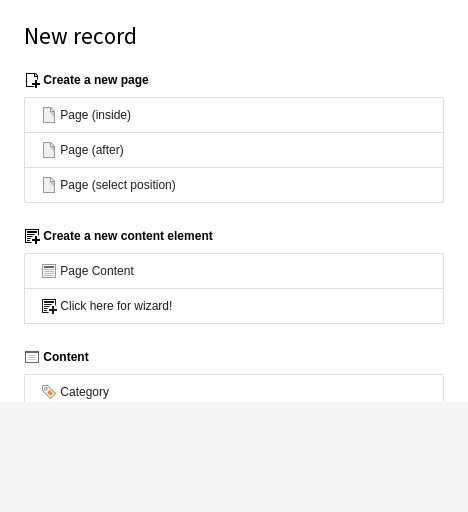 New record
Create a new page
Page (inside)
Page (after)
Page (select position)
Create a new content element
Page Content
Click here for wizard!
Content
Category